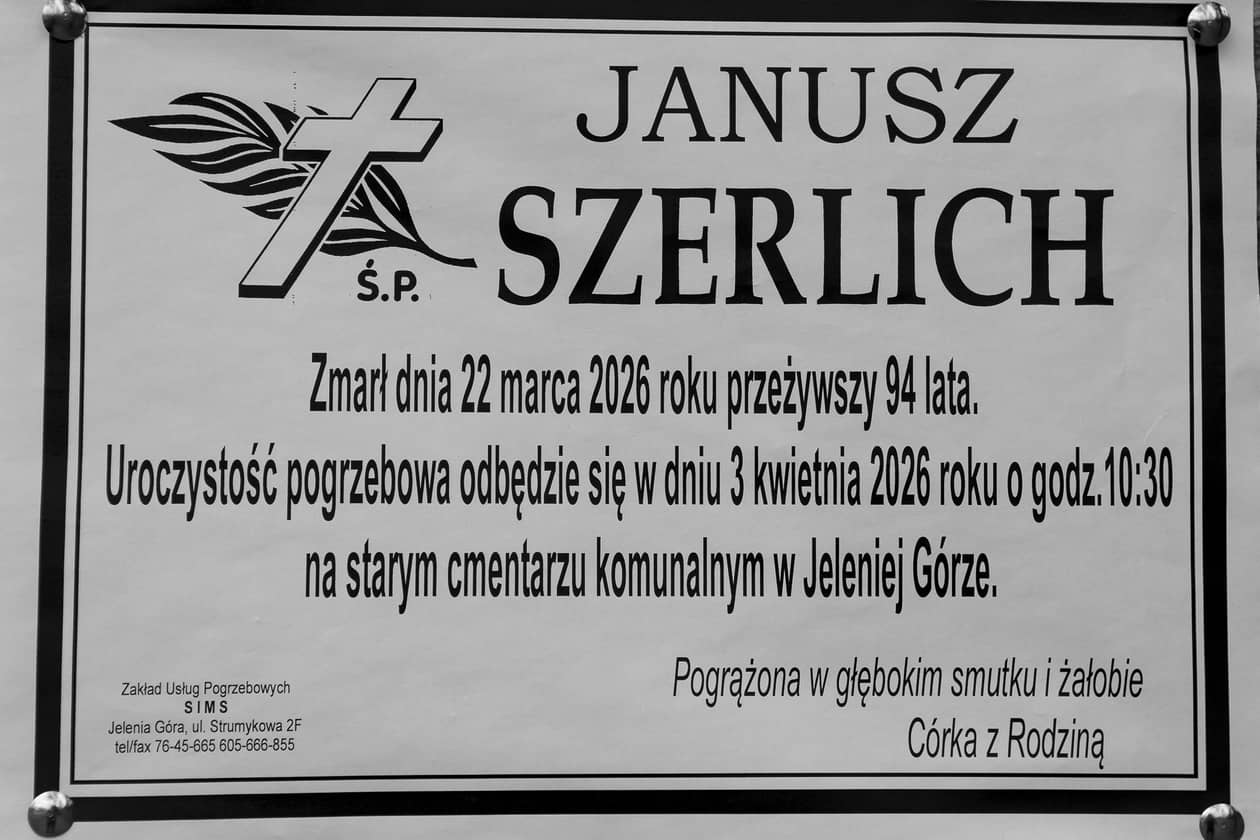 JANUSZ
Ś.P. SZERLICH
Zmarł dnia 22 marca 2026 roku przeżywszy 94 lata.
Uroczystość pogrzebowa odbędzie się w dniu 3 kwietnia 2026 roku o godz.10:30
na starym cmentarzu komunalnym w Jeleniej Górze.
Pogrążona w głębokim smutku i żałobie
Córka z Rodziną
Zakład Usług Pogrzebowych
SIMS
Jelenia Góra, ul. Strumykowa 2F
tel/fax 76-45-665 605-666-855